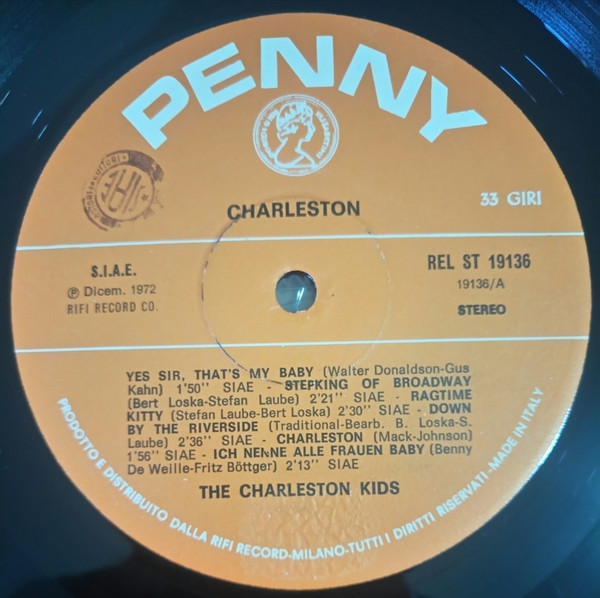 PENNY
CHARLESTON
33 GIRI
S.I.A.E.
℗ Dicem. 1972
RIFI RECORD CO.
REL ST 19136
19136/A
STEREO
YES SIR, THAT'S MY BABY (Walter Donaldson-Gus
Kahn) 1'50'' SIAE - STEPKING OF BROADWAY
(Bert Loska-Stefan Laube) 2'21'' SIAE - RAGTIME
KITTY (Stefan Laube-Bert Loska) 2'30'' SIAE - DOWN
BY THE RIVERSIDE (Traditional-Bearb. B. Loska-S.
Laube) 2'36'' SIAE - CHARLESTON (Mack-Johnson)
1'56'' SIAE - ICH NENNE ALLE FRAUEN BABY (Benny
De Weille-Fritz Böttger) 2'13'' SIAE
THE CHARLESTON KIDS
PRODOTTO E DISTRIBUITO DALLA RIFI RECORD-MILANO-TUTTI I DIRITTI RISERVATI-MADE IN ITALY